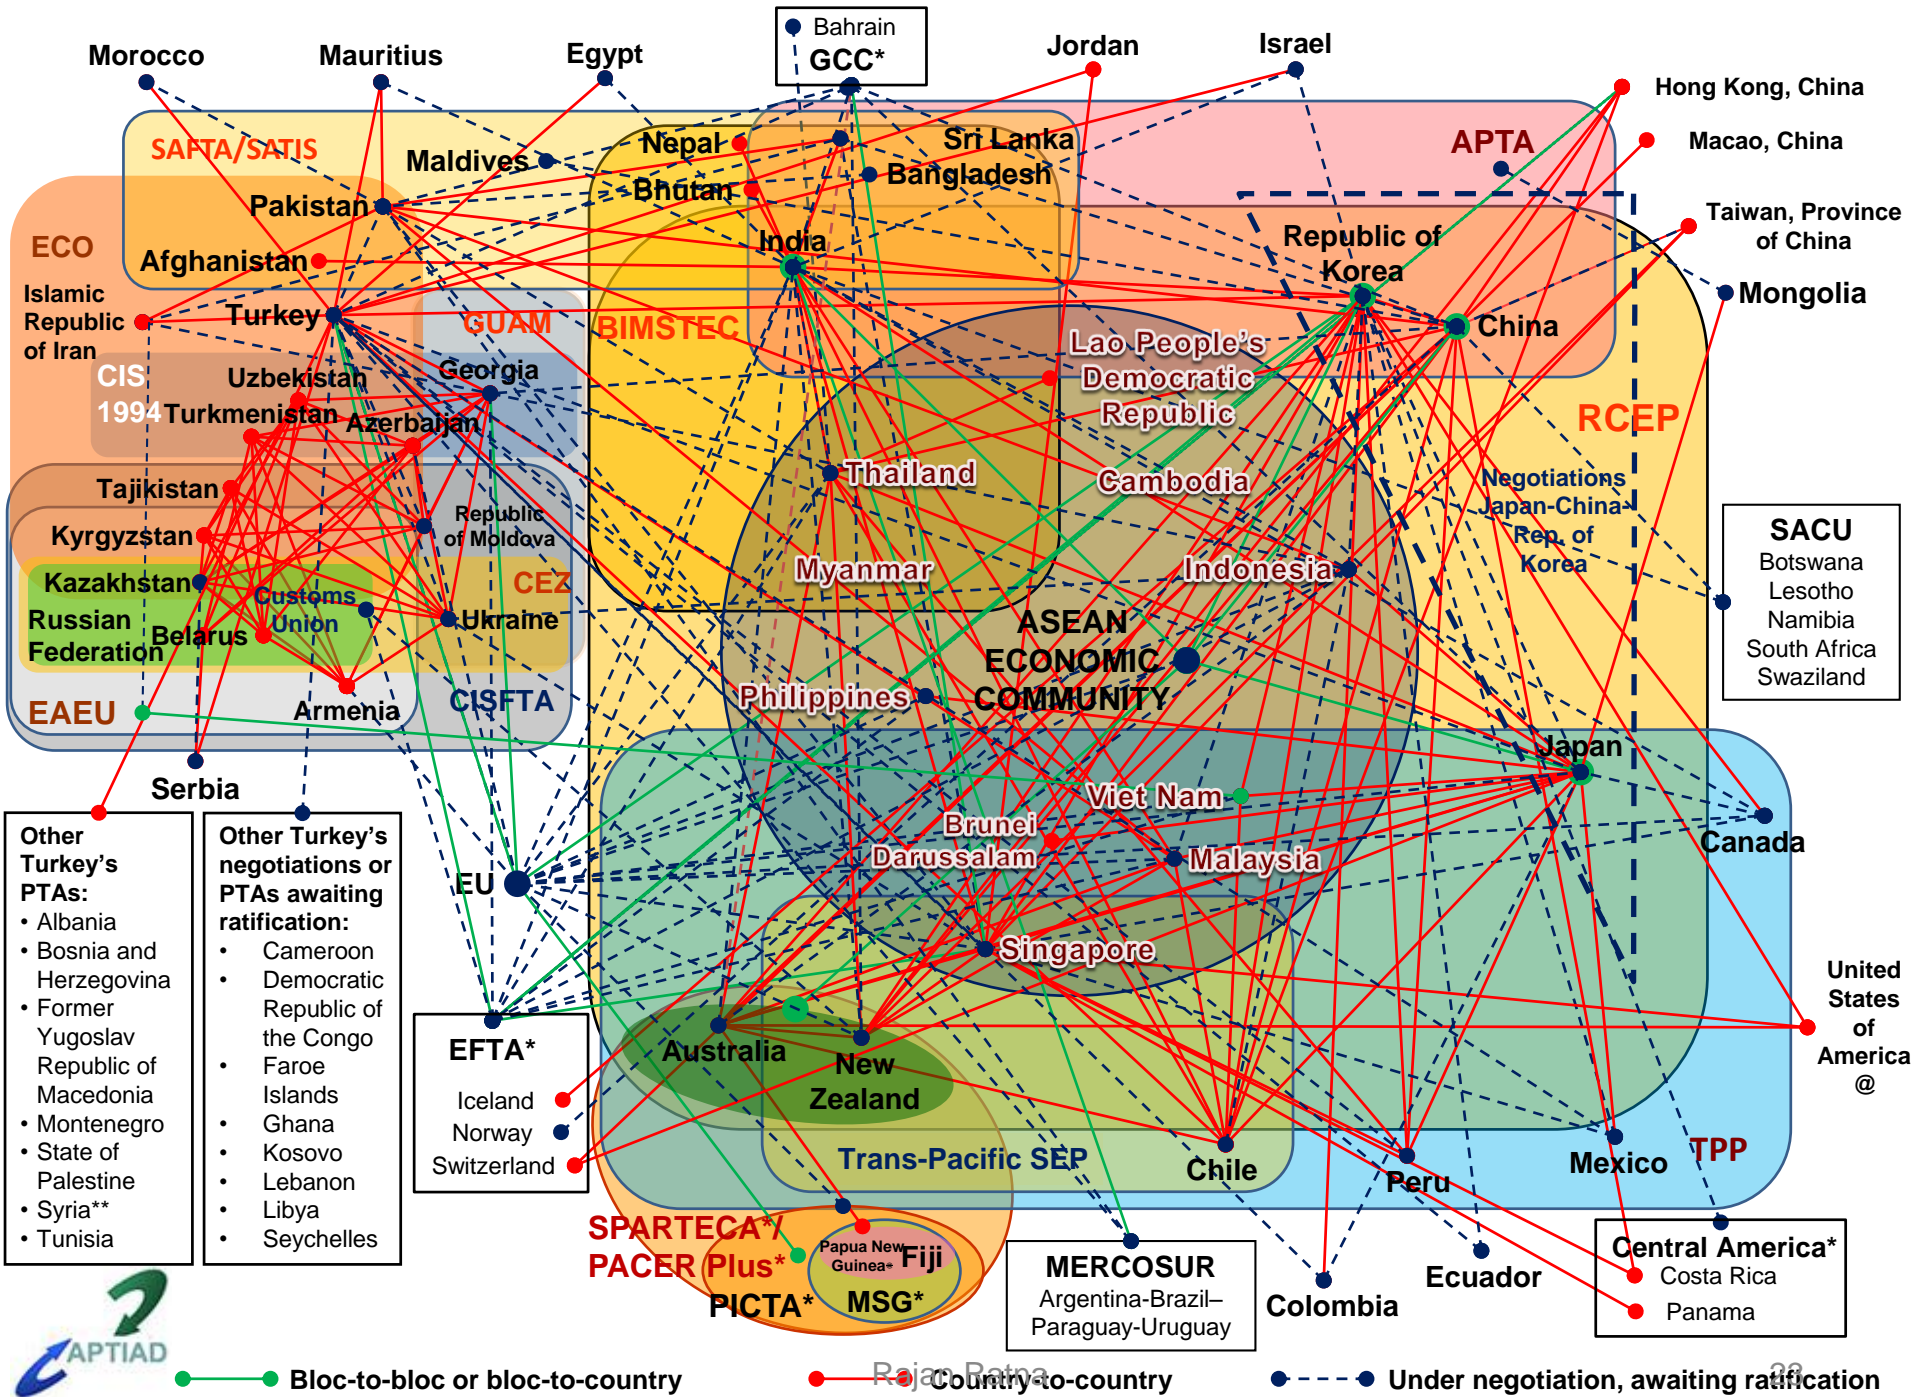 Bahrain
GCC*
Morocco
Mauritius
Egypt
Jordan
Israel
Hong Kong, China
Macao, China
Taiwan, Province
of China
SAFTA/SATIS
Maldives
Nepal
Bhutan
Sri Lanka
Bangladesh
APTA
Pakistan
ECO
Afghanistan
India
Republic of
Korea
Islamic
Republic
of Iran
Turkey
GUAM
BIMSTEC
China
Mongolia
Lao People's
Democratic
Republic
CIS
1994
Uzbekistan
Georgia
Turkmenistan
Azerbaijan
RCEP
Thailand
Cambodia
Negotiations
Japan-China-
Rep. of
Korea
Tajikistan
Republic
of Moldova
Kyrgyzstan
Myanmar
Indonesia
SACU
Botswana
Lesotho
Namibia
South Africa
Swaziland
Kazakhstan
Customs
Union
CEZ
Russian
Federation
Belarus
Ukraine
ASEAN
ECONOMIC
COMMUNITY
Philippines
EAEU
Armenia
CISFTA
Serbia
Japan
Viet Nam
Brunei
Darussalam
Malaysia
Canada
EU
Other
Turkey's
PTAs:
• Albania
• Bosnia and
Herzegovina
• Former
Yugoslav
Republic of
Macedonia
• Montenegro
• State of
Palestine
• Syria**
• Tunisia
Other Turkey's
negotiations or
PTAs awaiting
ratification:
• Cameroon
• Democratic
Republic of
the Congo
• Faroe
Islands
• Ghana
• Kosovo
• Lebanon
• Libya
• Seychelles
Singapore
United
States
of
America
@
EFTA*
Iceland
Norway
Switzerland
Australia
New
Zealand
Trans-Pacific SEP
Chile
Peru
Mexico
TPP
SPARTECA*/
PACER Plus*
Papua New
Guinea*
Fiji
PICTA*
MSG*
MERCOSUR
Argentina-Brazil–
Paraguay-Uruguay
Colombia
Ecuador
Central America*
Costa Rica
Panama
APTIAD
Bloc-to-bloc or bloc-to-country
Country-to-country
Under negotiation, awaiting ratification
Rajan Ratna
23